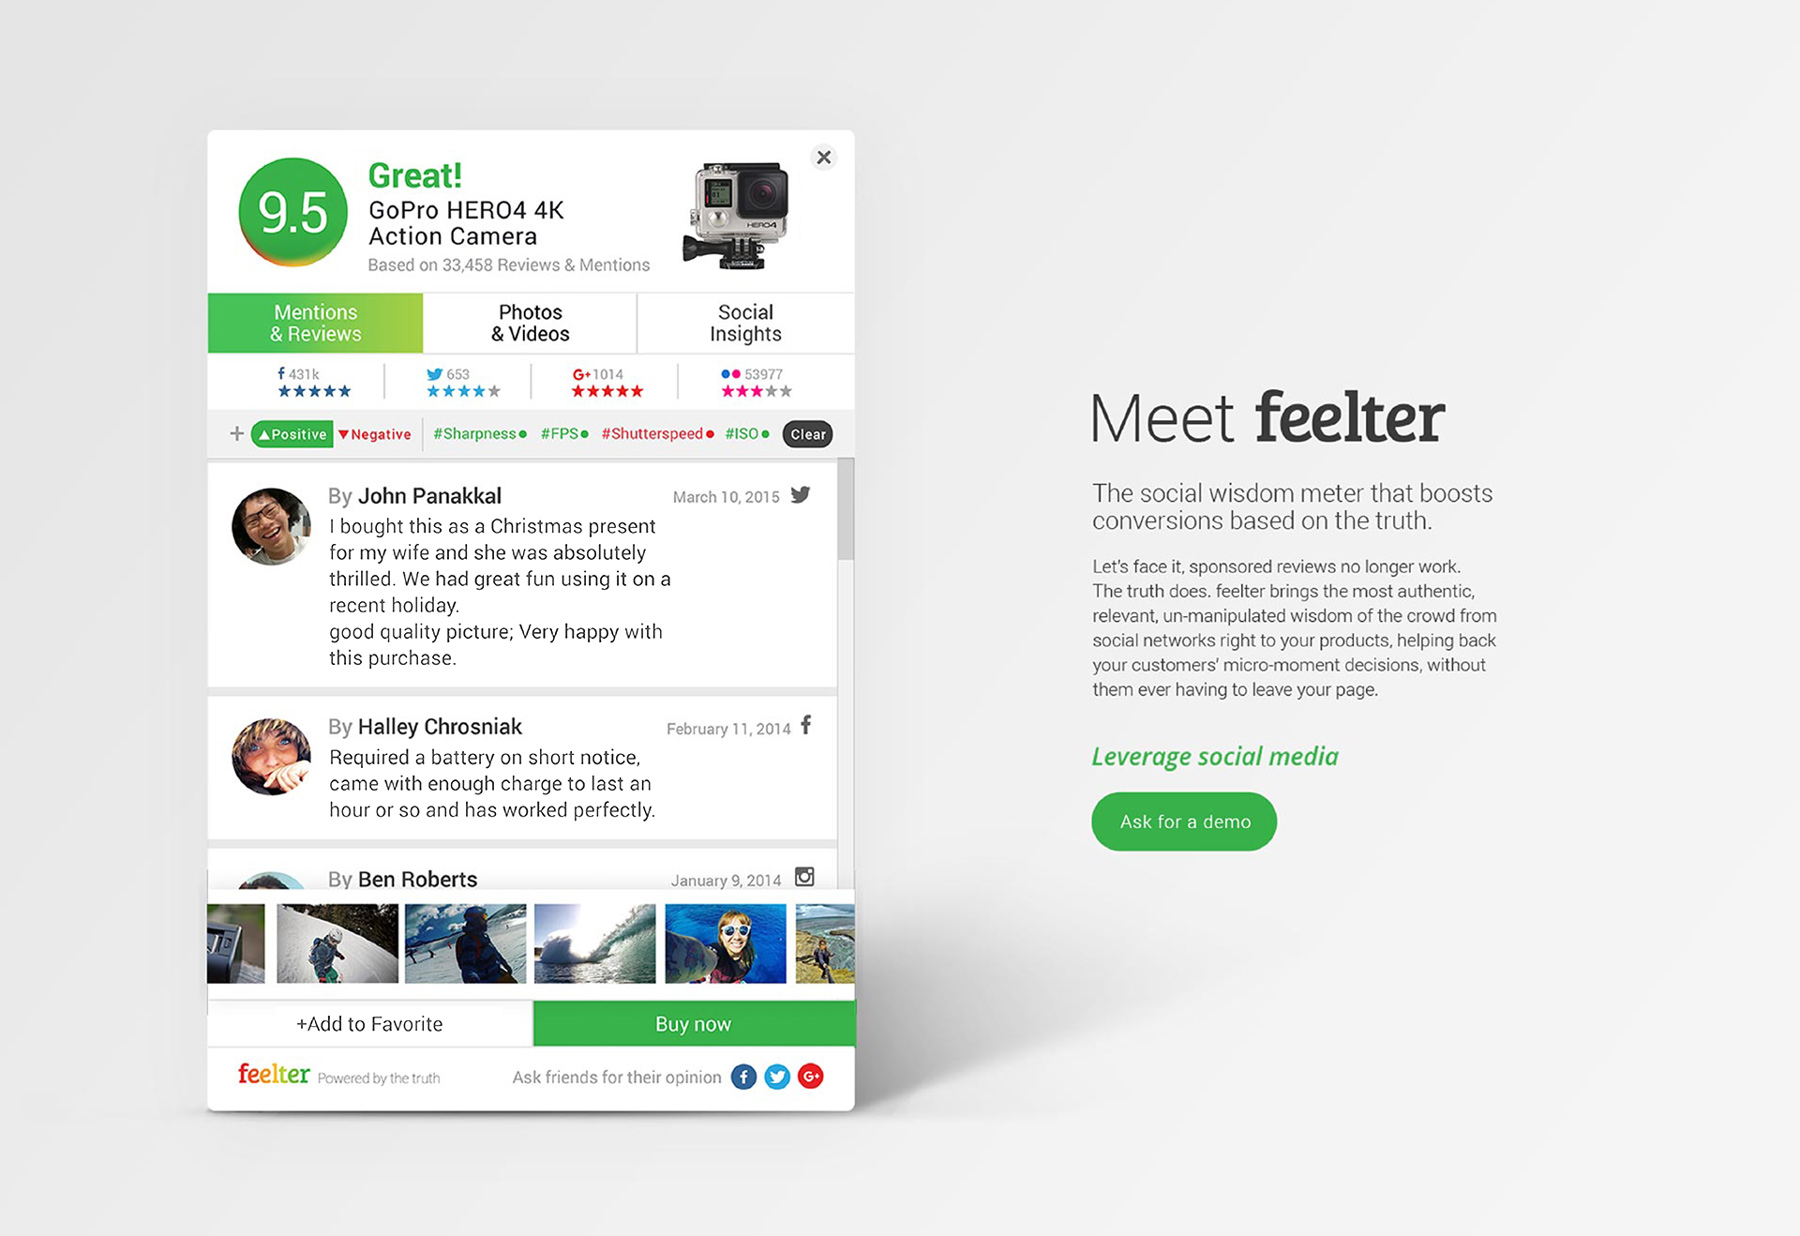 9.5
Great!
GoPro HERO4 4K
Action Camera
Based on 33,458 Reviews & Mentions
HERO4
Mentions
& Reviews
Photos
& Videos
Social
Insights
f 431k
653
G+ 1014
53977
+ ▲Positive ▼Negative #Sharpness● #FPS● #Shutterspeed● #ISO● Clear
By John Panakkal
March 10, 2015
I bought this as a Christmas present
for my wife and she was absolutely
thrilled. We had great fun using it on a
recent holiday.
good quality picture; Very happy with
this purchase.
By Halley Chrosniak
February 11, 2014 f
Required a battery on short notice,
came with enough charge to last an
hour or so and has worked perfectly.
By Ben Roberts
January 9, 2014
+Add to Favorite
Buy now
feelter Powered by the truth
Ask friends for their opinion f G+
Meet feelter
The social wisdom meter that boosts
conversions based on the truth.
Let's face it, sponsored reviews no longer work.
The truth does. feelter brings the most authentic,
relevant, un-manipulated wisdom of the crowd from
social networks right to your products, helping back
your customers' micro-moment decisions, without
them ever having to leave your page.
Leverage social media
Ask for a demo